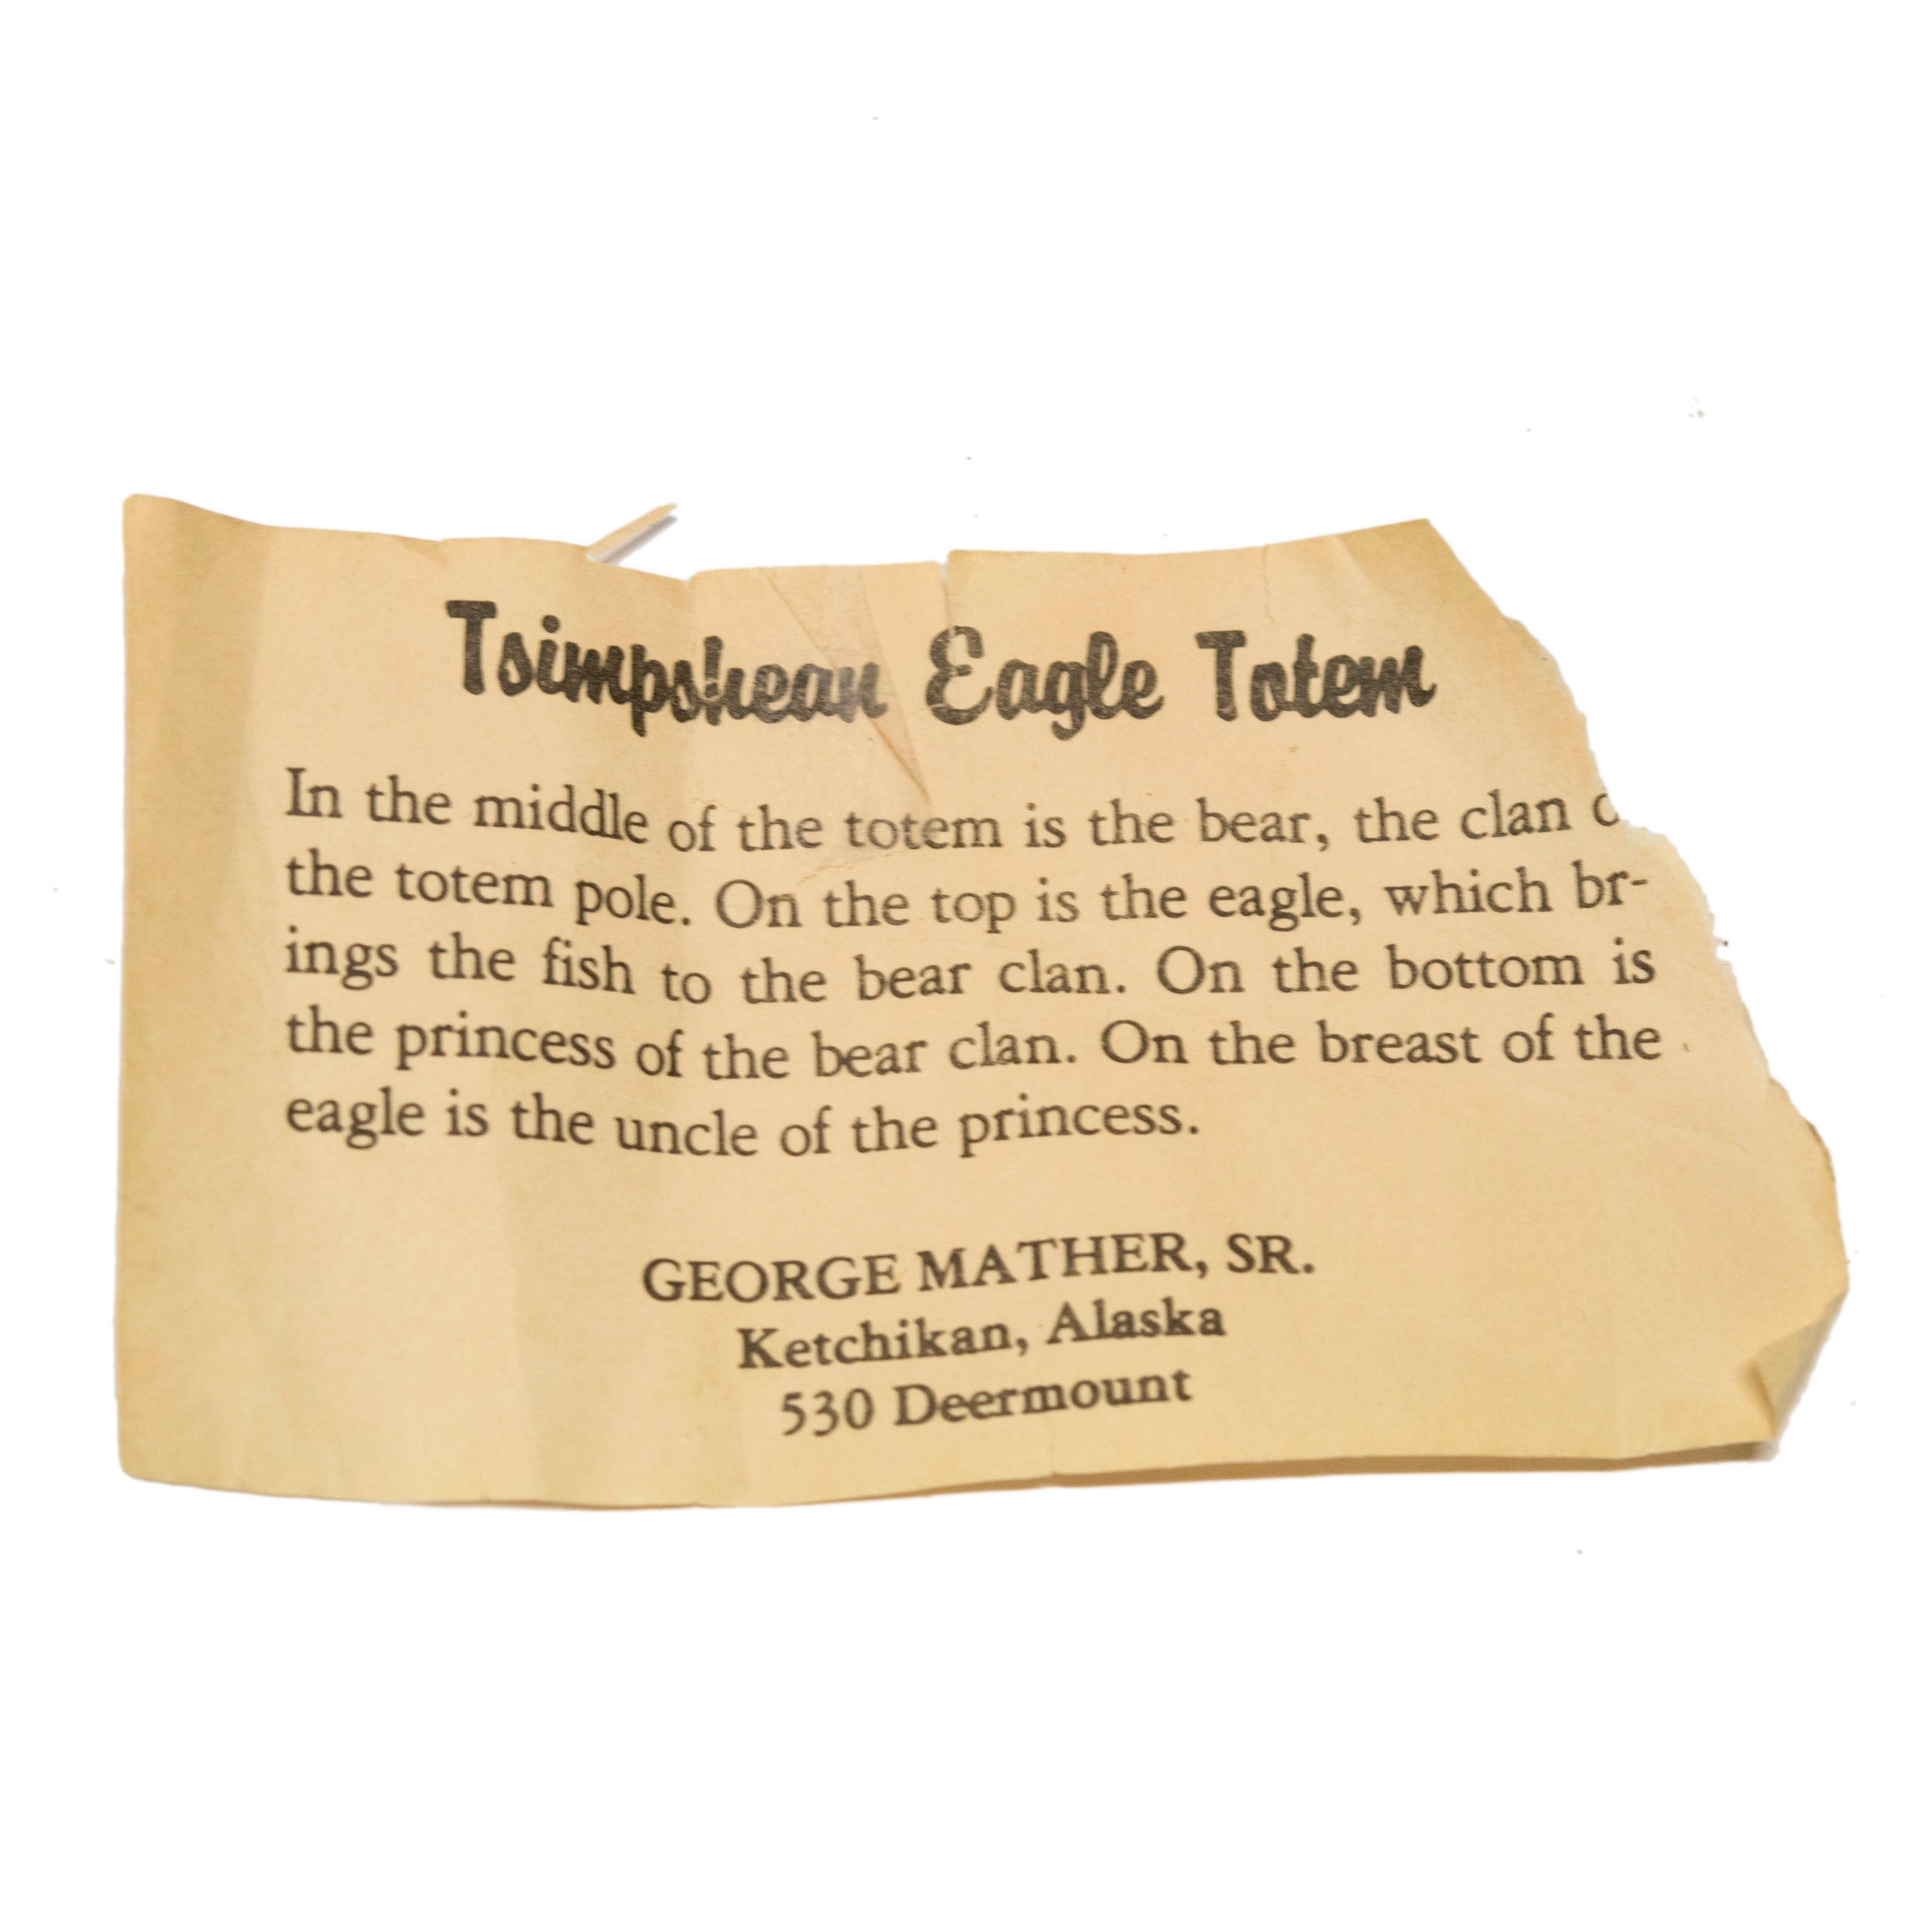 Tsimpshean Eagle Totem
In the middle of the totem is the bear, the clan
the totem pole. On the top is the eagle, which br-
ings the fish to the bear clan. On the bottom is
the princess of the bear clan. On the breast of the
eagle is the uncle of the princess.
GEORGE MATHER, SR.
Ketchikan, Alaska
530 Deermount